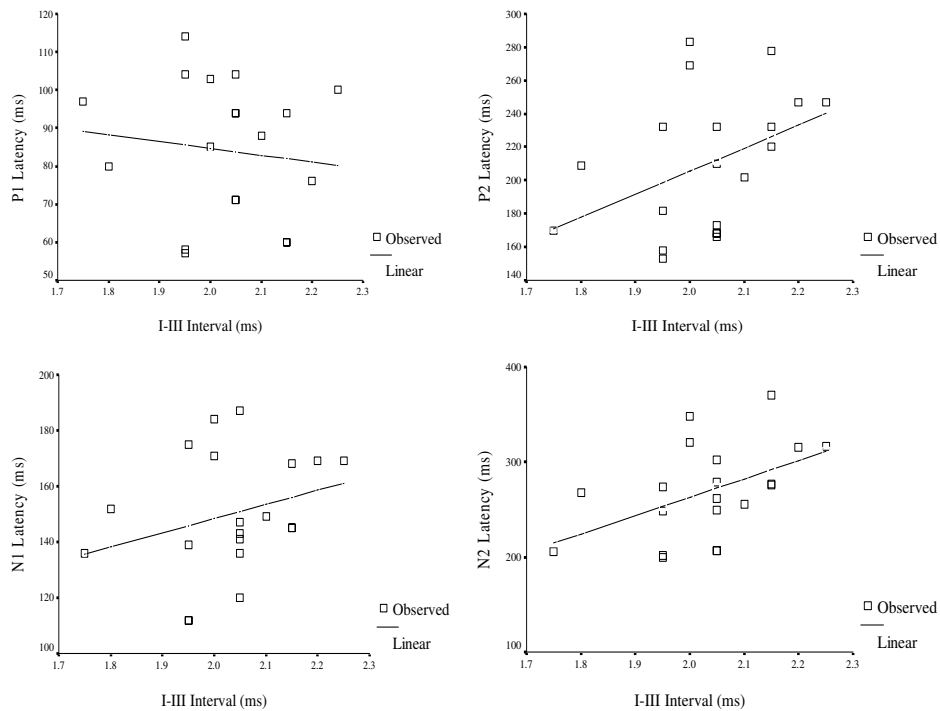 120
110
100
90
80
70
60
50
P1 Latency (ms)
1.7 1.8 1.9 2.0 2.1 2.2 2.3
I-III Interval (ms)
Observed
Linear
300
280
260
240
220
200
180
160
140
P2 Latency (ms)
1.7 1.8 1.9 2.0 2.1 2.2 2.3
I-III Interval (ms)
Observed
Linear
200
180
160
140
120
100
N1 Latency (ms)
1.7 1.8 1.9 2.0 2.1 2.2 2.3
I-III Interval (ms)
Observed
Linear
400
300
200
100
N2 Latency (ms)
1.7 1.8 1.9 2.0 2.1 2.2 2.3
I-III Interval (ms)
Observed
Linear